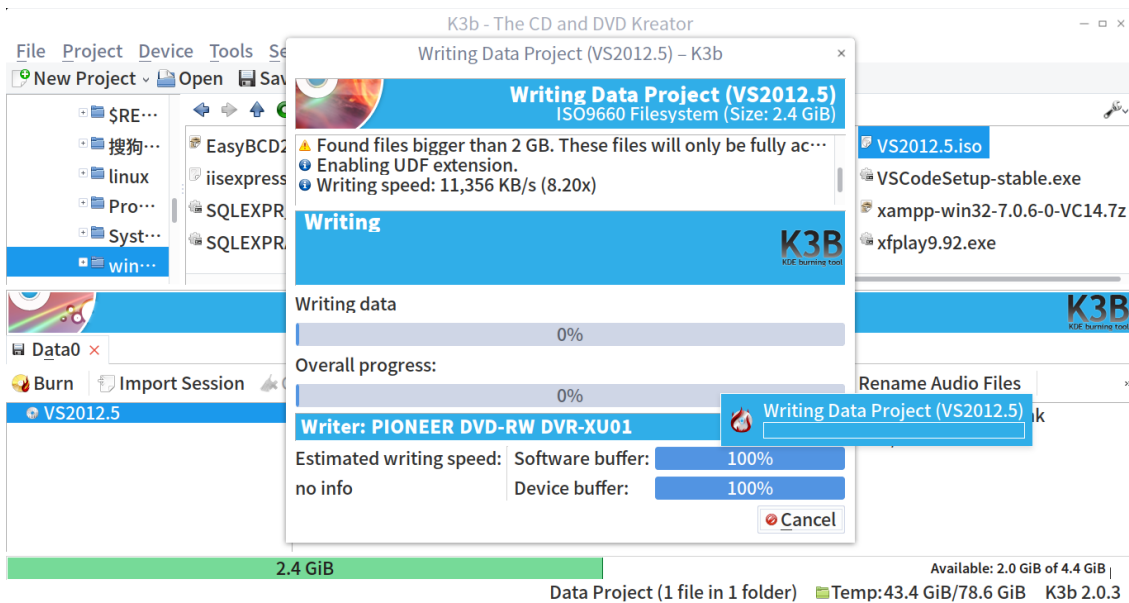 K3b - The CD and DVD Kreator
File Project Device Tools Se
New Project Open Sav
$RE…
搜狗…
linux
Pro…
Syst…
win…
EasyBCD2
iisexpress
SQLEXPR
SQLEXPR
VS2012.5.iso
VSCodeSetup-stable.exe
xampp-win32-7.0.6-0-VC14.7z
xfplay9.92.exe
Writing Data Project (VS2012.5) – K3b
Writing Data Project (VS2012.5)
ISO9660 Filesystem (Size: 2.4 GiB)
Found files bigger than 2 GB. These files will only be fully ac…
Enabling UDF extension.
Writing speed: 11,356 KB/s (8.20x)
Writing
K3B
KDE burning tool
Writing data
0%
Overall progress:
0%
Writer: PIONEER DVD-RW DVR-XU01
Estimated writing speed: Software buffer: 100%
no info Device buffer: 100%
Cancel
Writing Data Project (VS2012.5)
K3B
KDE burning tool
Data0
Burn Import Session
Rename Audio Files
VS2012.5
2.4 GiB
Available: 2.0 GiB of 4.4 GiB
Data Project (1 file in 1 folder) Temp: 43.4 GiB/78.6 GiB K3b 2.0.3